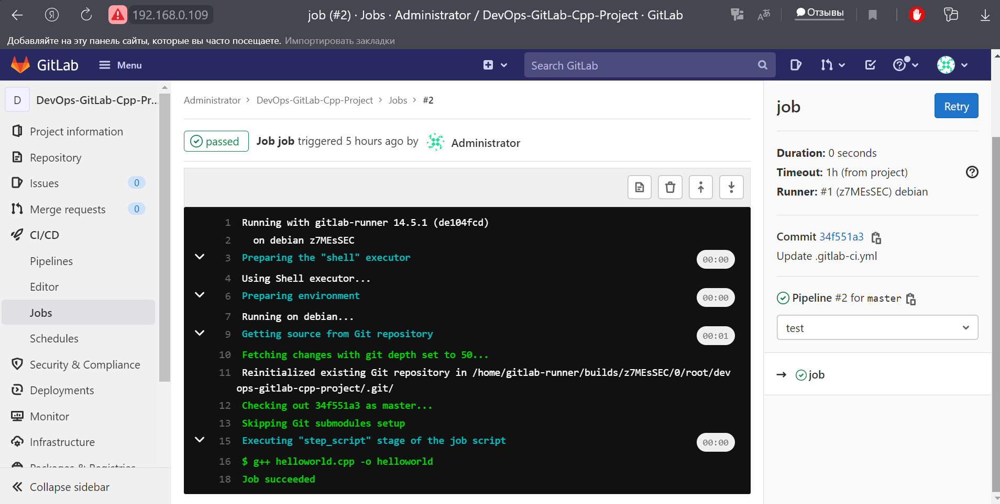 192.168.0.109
job (#2) · Jobs · Administrator / DevOps-GitLab-Cpp-Project · GitLab
Отзывы
Добавляйте на эту панель сайты, которые вы часто посещаете. Импортировать закладки
GitLab
Menu
Search GitLab
D
DevOps-GitLab-Cpp-Pr...
Project information
Repository
Issues 0
Merge requests 0
CI/CD
Pipelines
Editor
Jobs
Schedules
Security & Compliance
Deployments
Monitor
Infrastructure
Packages & Registries
Collapse sidebar
Administrator > DevOps-GitLab-Cpp-Project > Jobs > #2
passed Job job triggered 5 hours ago by Administrator
1 Running with gitlab-runner 14.5.1 (de104fcd)
2 on debian z7MEsSEC
3 Preparing the "shell" executor 00:00
4 Using Shell executor...
6 Preparing environment 00:00
7 Running on debian...
9 Getting source from Git repository 00:01
10 Fetching changes with git depth set to 50...
11 Reinitialized existing Git repository in /home/gitlab-runner/builds/z7MEsSEC/0/root/dev
ops-gitlab-cpp-project/.git/
12 Checking out 34f551a3 as master...
13 Skipping Git submodules setup
15 Executing "step_script" stage of the job script 00:00
16 $ g++ helloworld.cpp -o helloworld
18 Job succeeded
job
Retry
Duration: 0 seconds
Timeout: 1h (from project)
Runner: #1 (z7MEsSEC) debian
Commit 34f551a3
Update .gitlab-ci.yml
Pipeline #2 for master
test
→ job